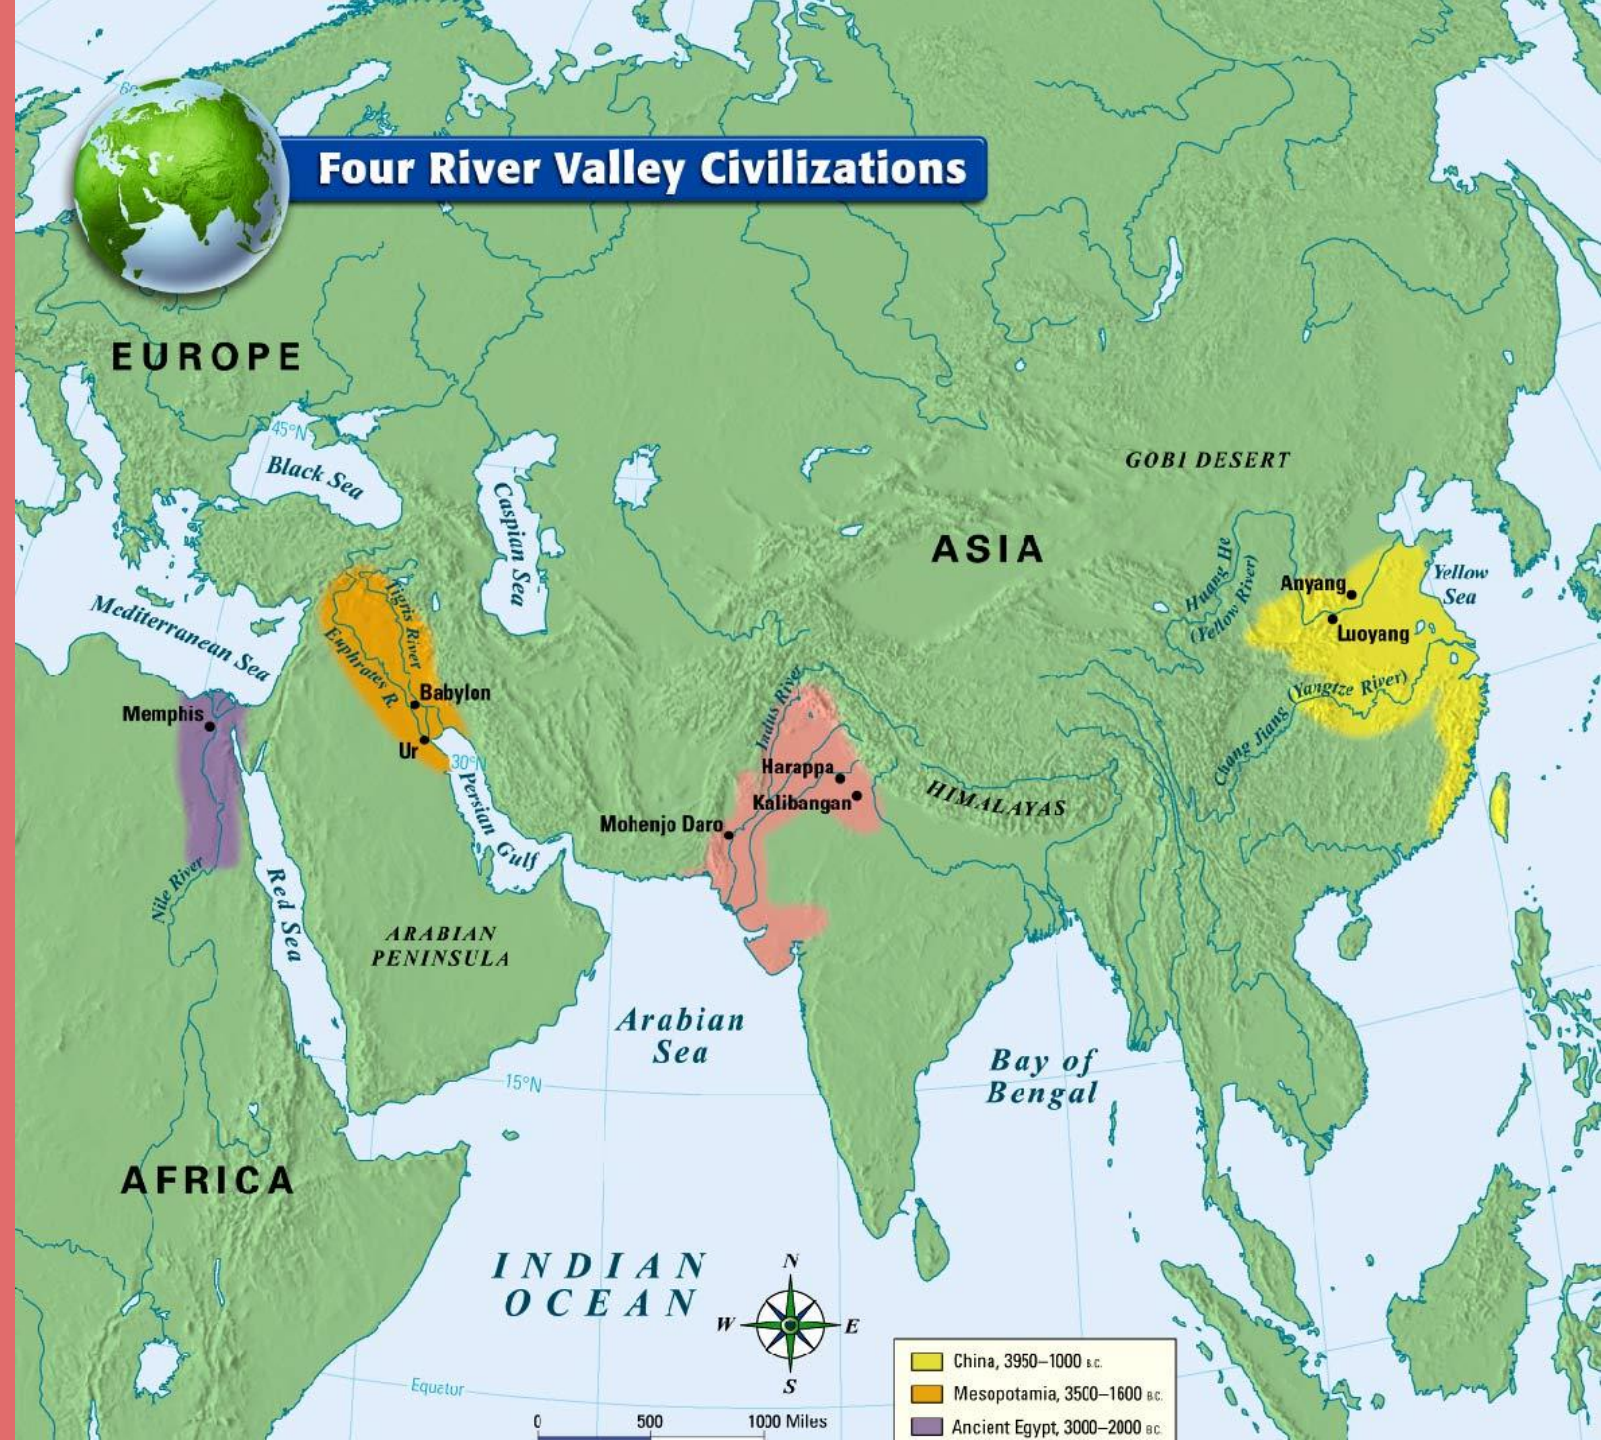 Four River Valley Civilizations
EUROPE
45°N
Black Sea
Caspian Sea
GOBI DESERT
ASIA
Huang He
(Yellow River)
Anyang
Yellow
Sea
Luoyang
Mediterranean Sea
Tigris River
Euphrates R.
Babylon
Memphis
Ur
30°N
Indus River
Chang Jiang (Yangtze River)
Harappa
Kalibangan
HIMALAYAS
Mohenjo Daro
Persian Gulf
Nile River
Red Sea
ARABIAN
PENINSULA
Arabian
Sea
Bay of
Bengal
15°N
AFRICA
INDIAN
OCEAN
N
W E
S
Equator
0 500 1000 Miles
China, 3950–1000 B.C.
Mesopotamia, 3500–1600 B.C.
Ancient Egypt, 3000–2000 B.C.